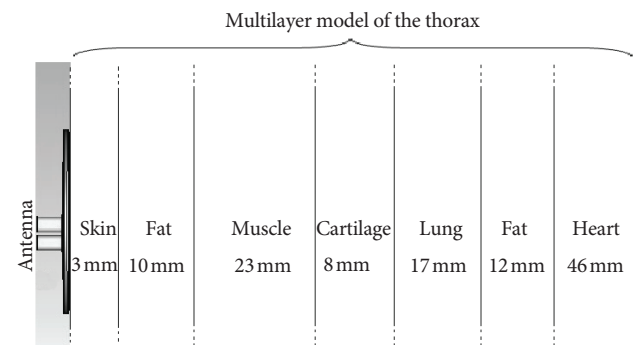 Multilayer model of the thorax
Antenna
Skin Fat Muscle Cartilage Lung Fat Heart
3 mm 10 mm 23 mm 8 mm 17 mm 12 mm 46 mm